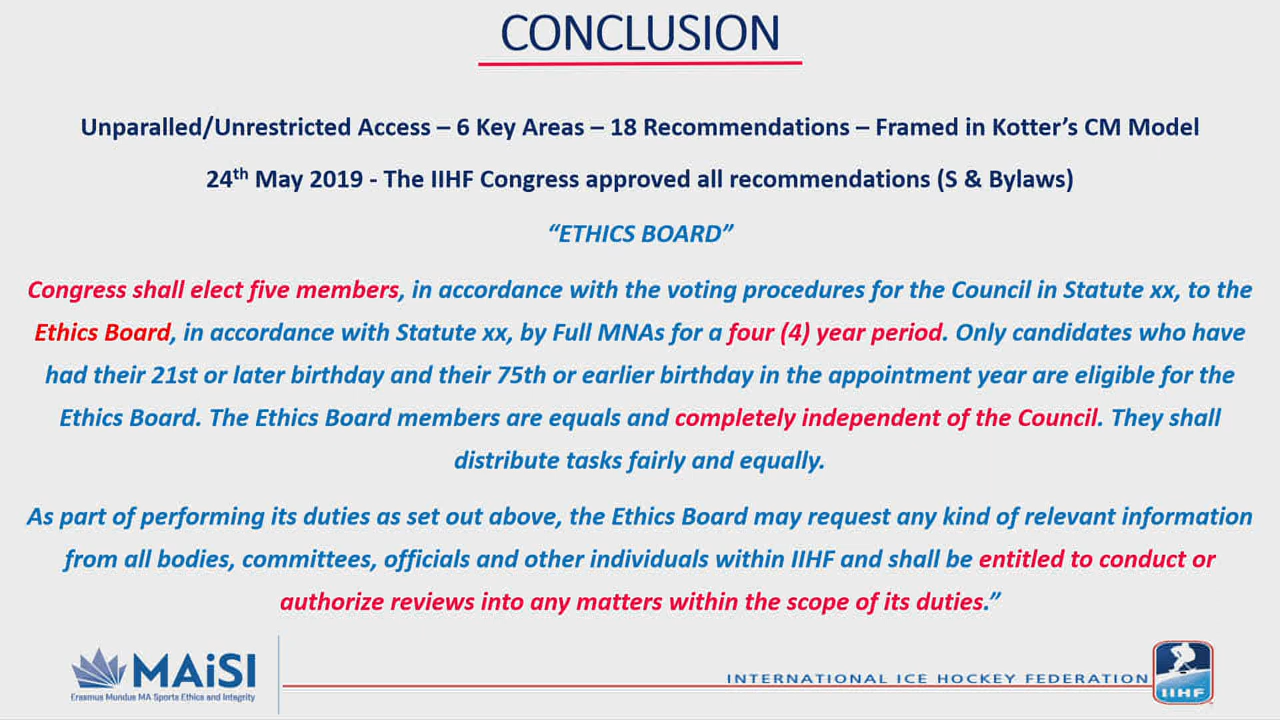 CONCLUSION
Unparalled/Unrestricted Access – 6 Key Areas – 18 Recommendations – Framed in Kotter’s CM Model
24th May 2019 - The IIHF Congress approved all recommendations (S & Bylaws)
“ETHICS BOARD”
Congress shall elect five members, in accordance with the voting procedures for the Council in Statute xx, to the
Ethics Board, in accordance with Statute xx, by Full MNAs for a four (4) year period. Only candidates who have
had their 21st or later birthday and their 75th or earlier birthday in the appointment year are eligible for the
Ethics Board. The Ethics Board members are equals and completely independent of the Council. They shall
distribute tasks fairly and equally.
As part of performing its duties as set out above, the Ethics Board may request any kind of relevant information
from all bodies, committees, officials and other individuals within IIHF and shall be entitled to conduct or
authorize reviews into any matters within the scope of its duties.”
MAiSI
Erasmus Mundus MA Sports Ethics and Integrity
INTERNATIONAL ICE HOCKEY FEDERATION
IIHF